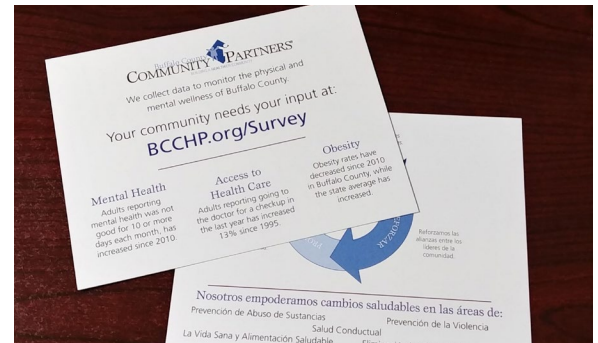 Buffalo County
COMMUNITY PARTNERS
We collect data to monitor the physical and
mental wellness of Buffalo County.
Your community needs your input at:
BCCHP.org/Survey
Mental Health
Adults reporting
mental health was not
good for 10 or more
days each month, has
increased since 2010.
Access to
Health Care
Adults reporting going to
the doctor for a checkup in
the last year has increased
13% since 1995.
Obesity
Obesity rates have
decreased since 2010
in Buffalo County, while
the state average has
increased.
Reforzamos las
alianzas entre los
líderes de la
comunidad.
Nosotros empoderamos cambios saludables en las áreas de:
Prevención de Abuso de Sustancias
Prevención de la Violencia
Salud Conductual
La Vida Sana y Alimentación Saludable